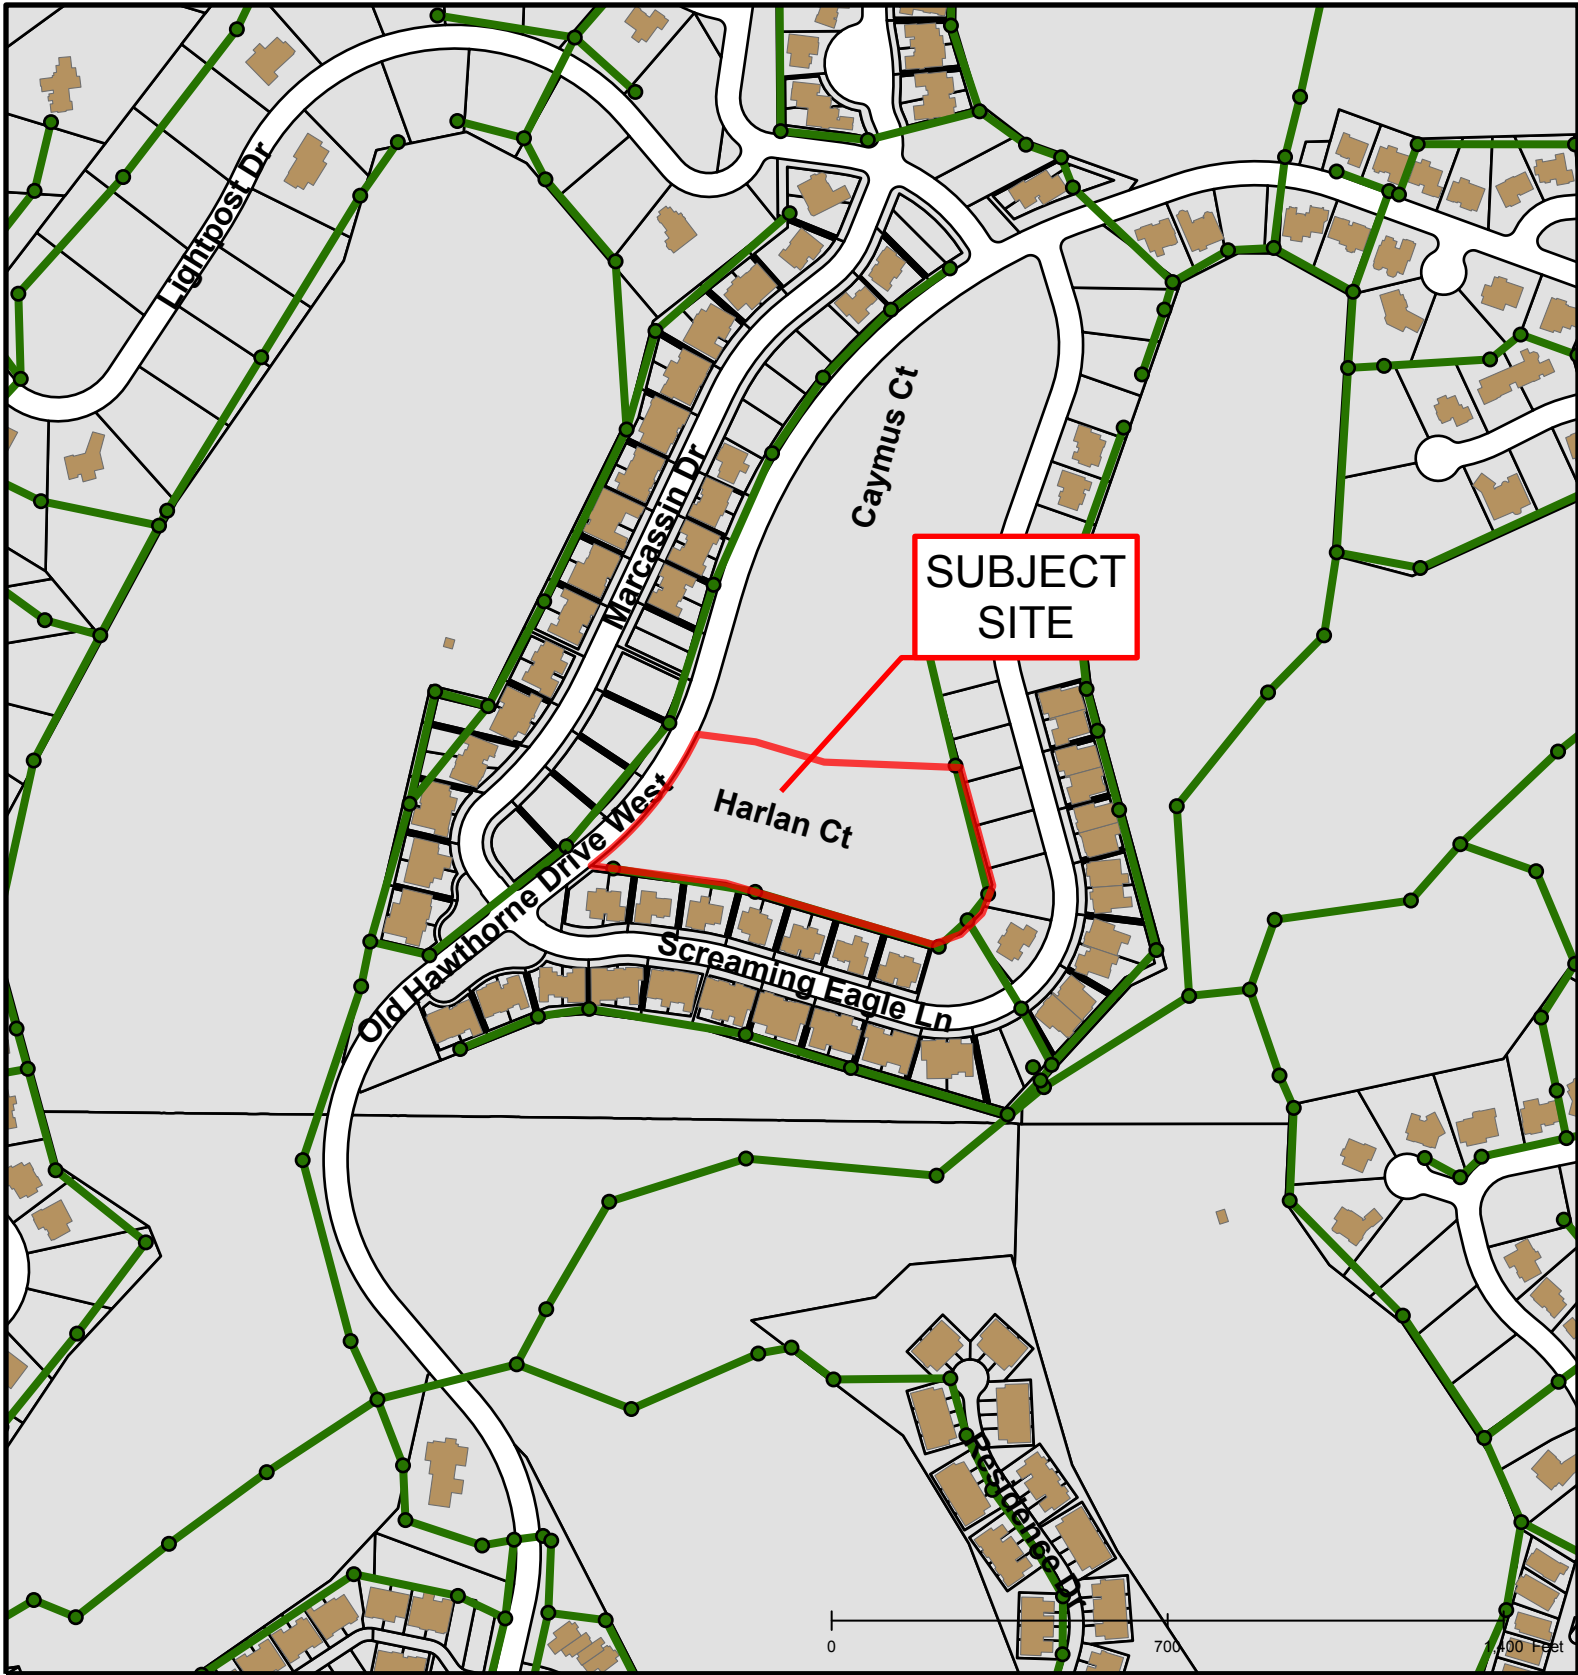 Lightpost Dr
Caymus Ct
Marcassin Dr
SUBJECT
SITE
Harlan Ct
Old Hawthorne Drive West
Screaming Eagle Ln
Residence Dr
0 700 1,400 Feet